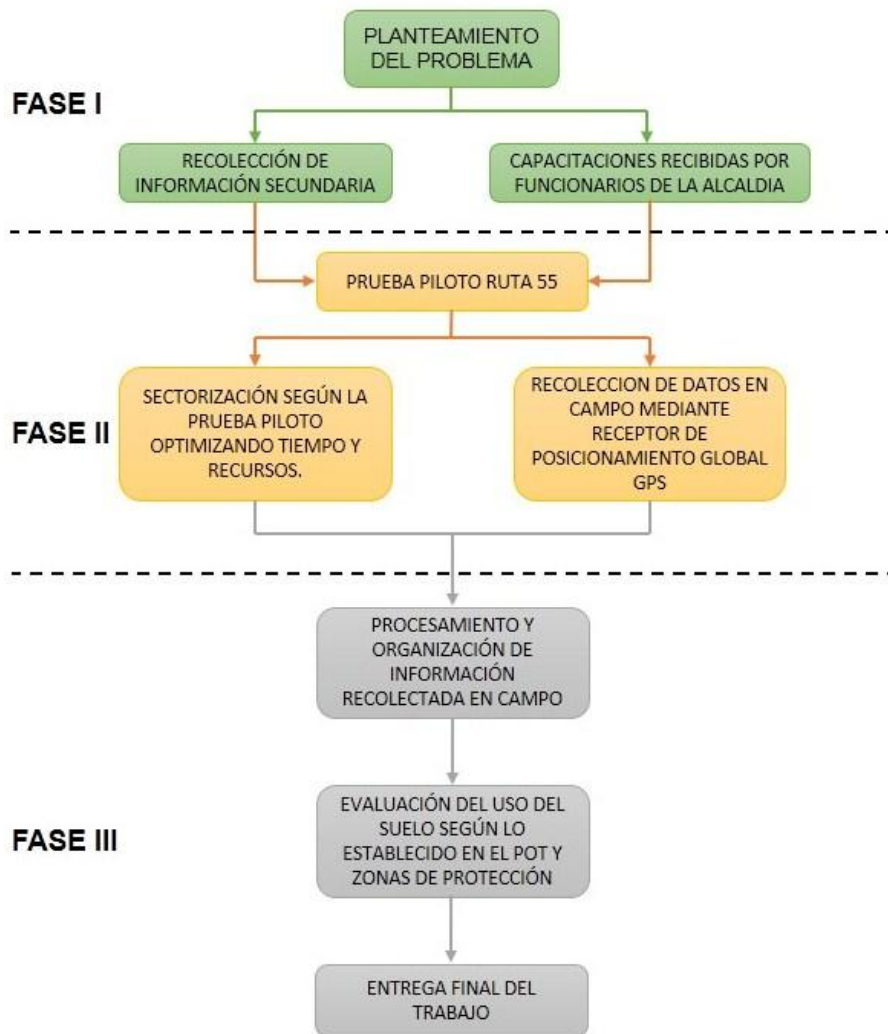 PLANTEAMIENTO
DEL PROBLEMA
FASE I
RECOLECCIÓN DE
INFORMACIÓN SECUNDARIA
CAPACITACIONES RECIBIDAS POR
FUNCIONARIOS DE LA ALCALDIA
PRUEBA PILOTO RUTA 55
FASE II
SECTORIZACIÓN SEGÚN LA
PRUEBA PILOTO
OPTIMIZANDO TIEMPO Y
RECURSOS.
RECOLECCION DE DATOS EN
CAMPO MEDIANTE
RECEPTOR DE
POSICIONAMIENTO GLOBAL
GPS
PROCESAMIENTO Y
ORGANIZACIÓN DE
INFORMACIÓN
RECOLECTADA EN CAMPO
FASE III
EVALUACIÓN DEL USO DEL
SUELO SEGÚN LO
ESTABLECIDO EN EL POT Y
ZONAS DE PROTECCIÓN
ENTREGA FINAL DEL
TRABAJO